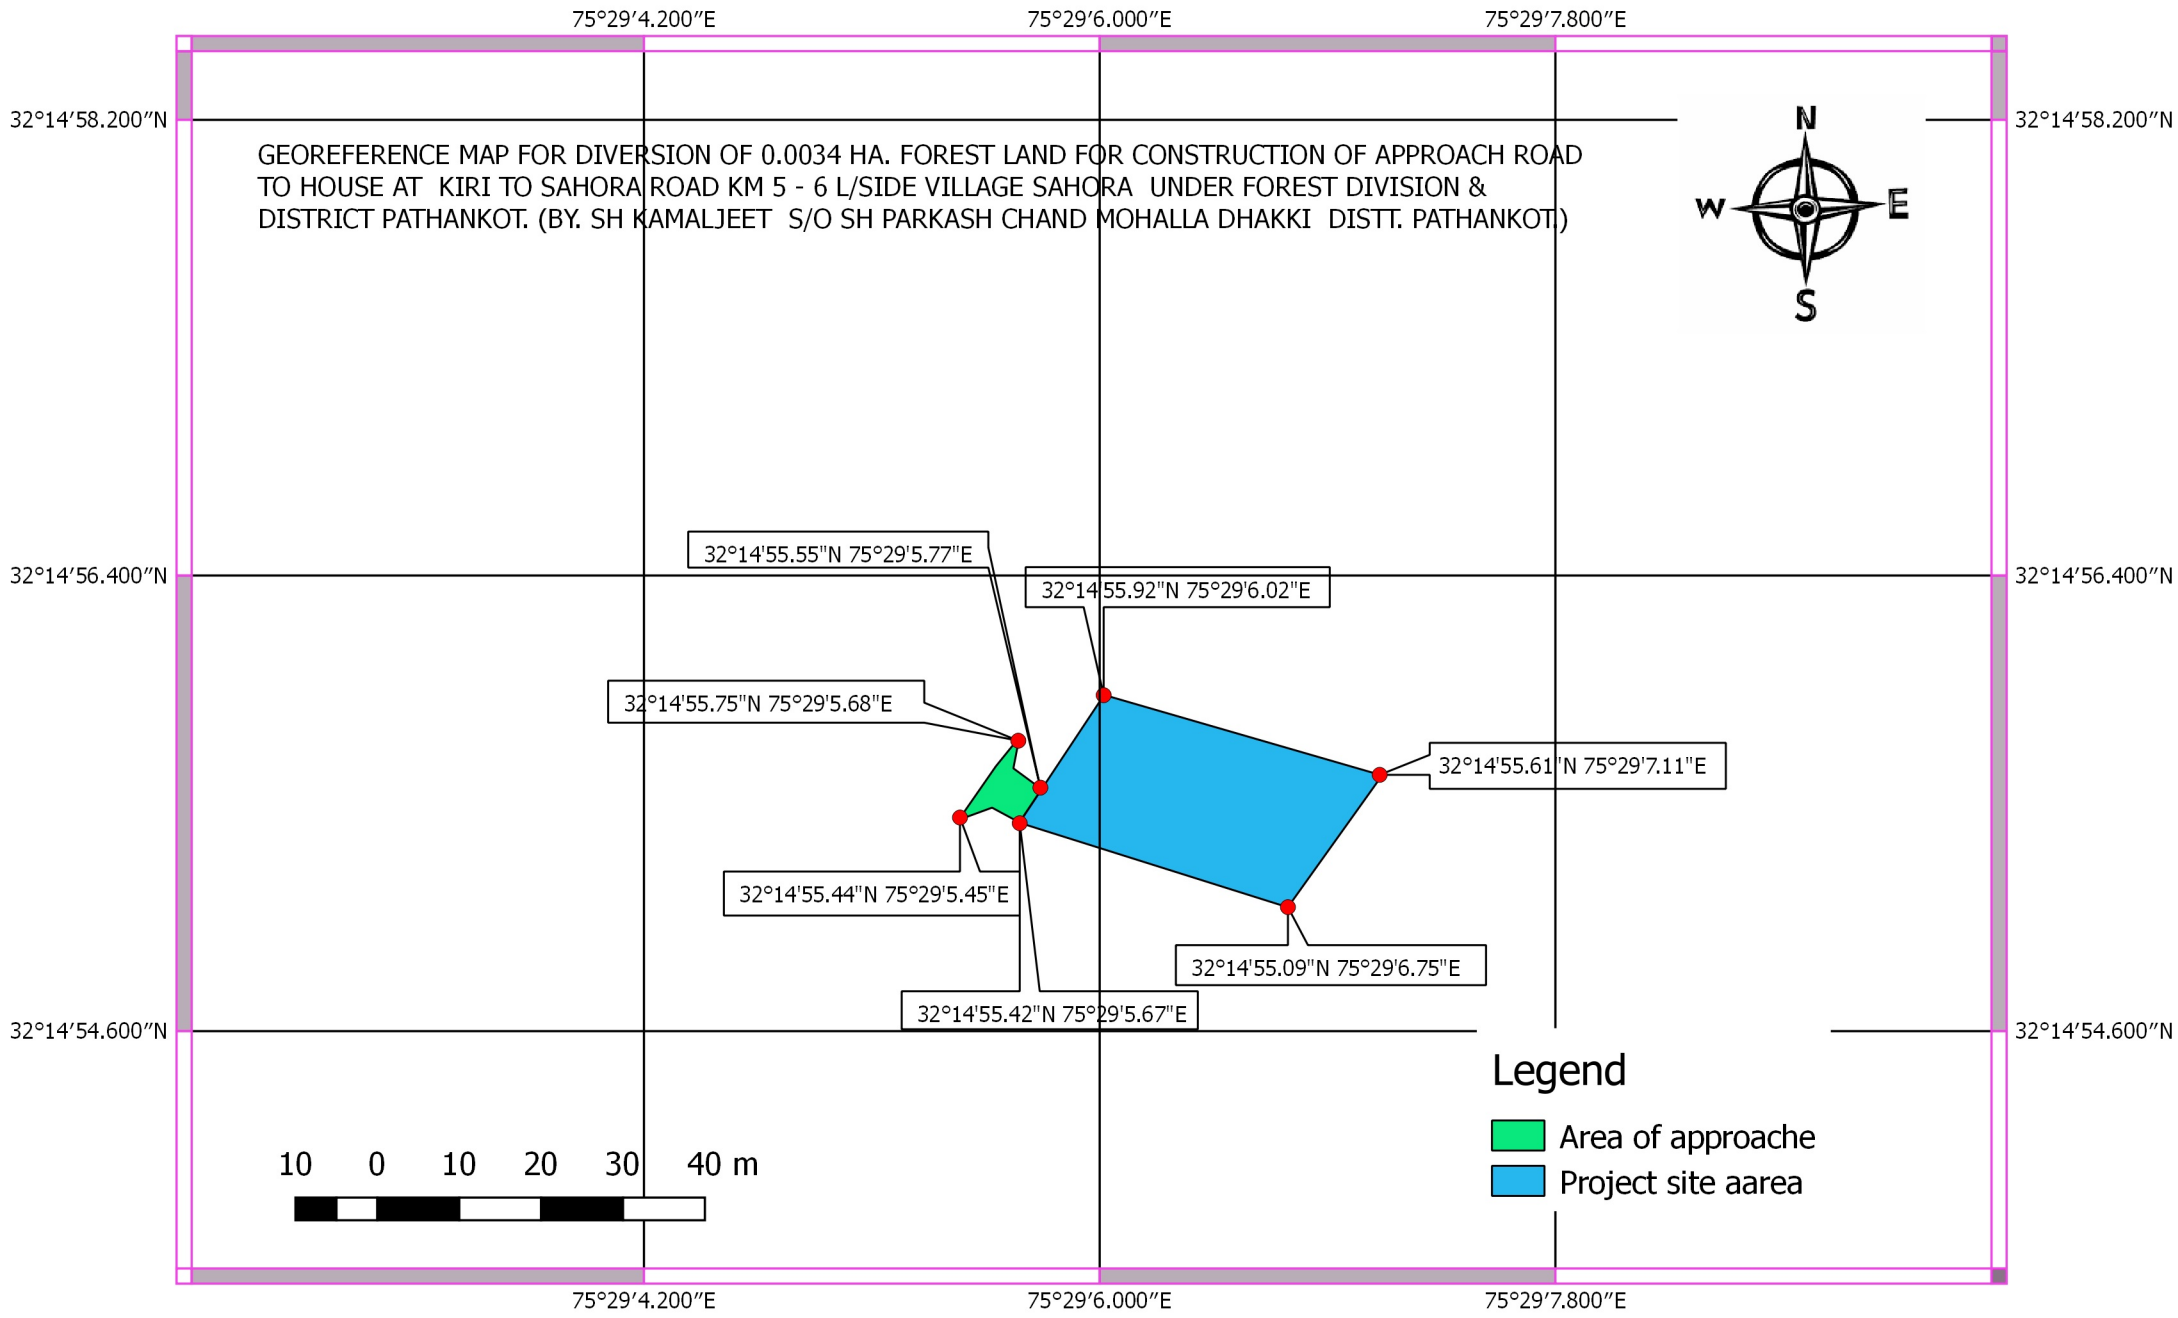 75°29′4.200″E 75°29′6.000″E 75°29′7.800″E
32°14′58.200″N 32°14′58.200″N
N
W E
S
GEOREFERENCE MAP FOR DIVERSION OF 0.0034 HA. FOREST LAND FOR CONSTRUCTION OF APPROACH ROAD
TO HOUSE AT KIRI TO SAHORA ROAD KM 5 - 6 L/SIDE VILLAGE SAHORA UNDER FOREST DIVISION &
DISTRICT PATHANKOT. (BY. SH KAMALJEET S/O SH PARKASH CHAND MOHALLA DHAKKI DISTT. PATHANKOT.)
32°14'55.55"N 75°29'5.77"E
32°14′56.400″N 32°14′56.400″N
32°14'55.92"N 75°29'6.02"E
32°14'55.75"N 75°29'5.68"E
32°14'55.61"N 75°29'7.11"E
32°14'55.44"N 75°29'5.45"E
32°14'55.09"N 75°29'6.75"E
32°14'55.42"N 75°29'5.67"E
32°14′54.600″N 32°14′54.600″N
Legend
Area of approache
Project site aarea
10 0 10 20 30 40 m
75°29′4.200″E 75°29′6.000″E 75°29′7.800″E